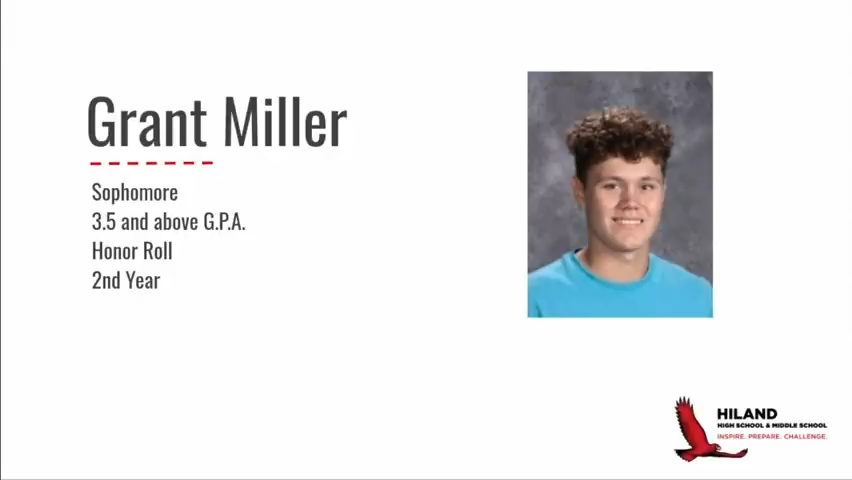 Grant Miller
Sophomore
3.5 and above G.P.A.
Honor Roll
2nd Year
HILAND
HIGH SCHOOL & MIDDLE SCHOOL
INSPIRE. PREPARE. CHALLENGE.